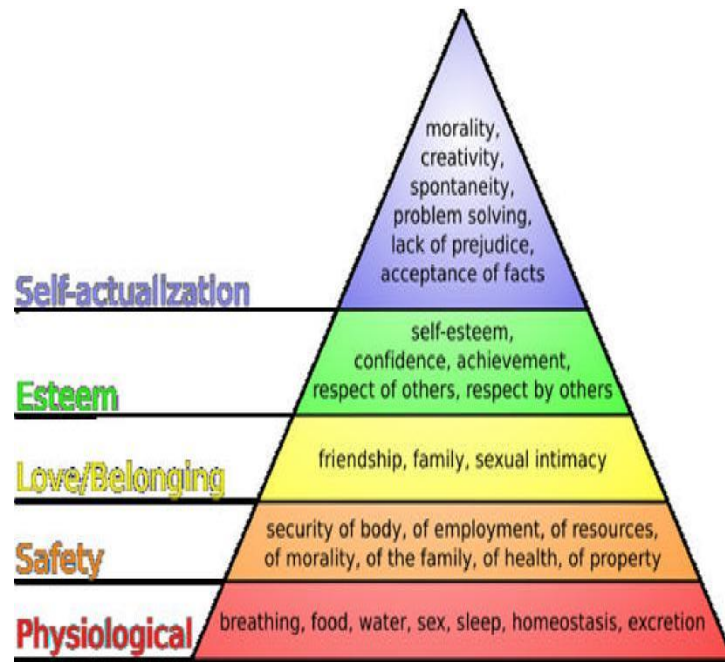 morality,
creativity,
spontaneity,
problem solving,
lack of prejudice,
acceptance of facts
Self-actualization
self-esteem,
confidence, achievement,
respect of others, respect by others
Esteem
friendship, family, sexual intimacy
Love/Belonging
security of body, of employment, of resources,
of morality, of the family, of health, of property
Safety
breathing, food, water, sex, sleep, homeostasis, excretion
Physiological